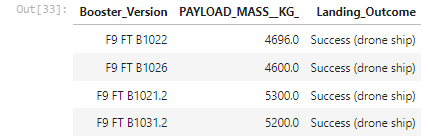 Out[33]: Booster_Version PAYLOAD_MASS__KG_ Landing_Outcome
F9 FT B1022 4696.0 Success (drone ship)
F9 FT B1026 4600.0 Success (drone ship)
F9 FT B1021.2 5300.0 Success (drone ship)
F9 FT B1031.2 5200.0 Success (drone ship)